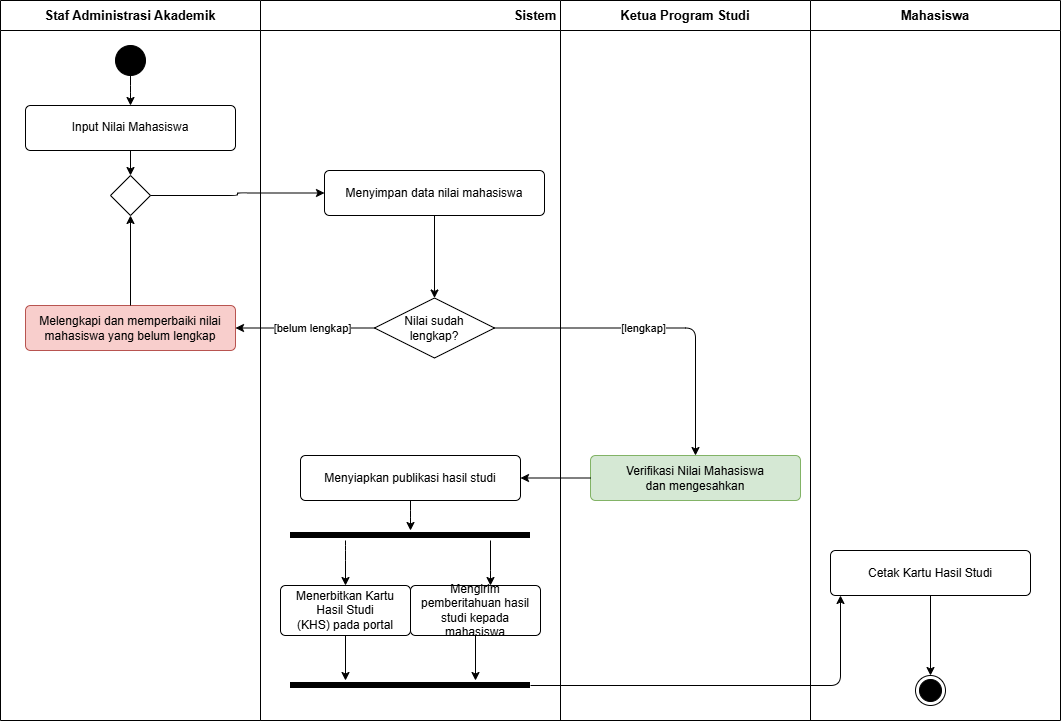 Staf Administrasi Akademik
Sistem
Ketua Program Studi
Mahasiswa
Input Nilai Mahasiswa
Menyimpan data nilai mahasiswa
Melengkapi dan memperbaiki nilai
mahasiswa yang belum lengkap
[belum lengkap]
Nilai sudah
lengkap?
[lengkap]
Menyiapkan publikasi hasil studi
Verifikasi Nilai Mahasiswa
dan mengesahkan
Menerbitkan Kartu
Hasil Studi
(KHS) pada portal
Mengirim
pemberitahuan hasil
studi kepada
mahasiswa
Cetak Kartu Hasil Studi